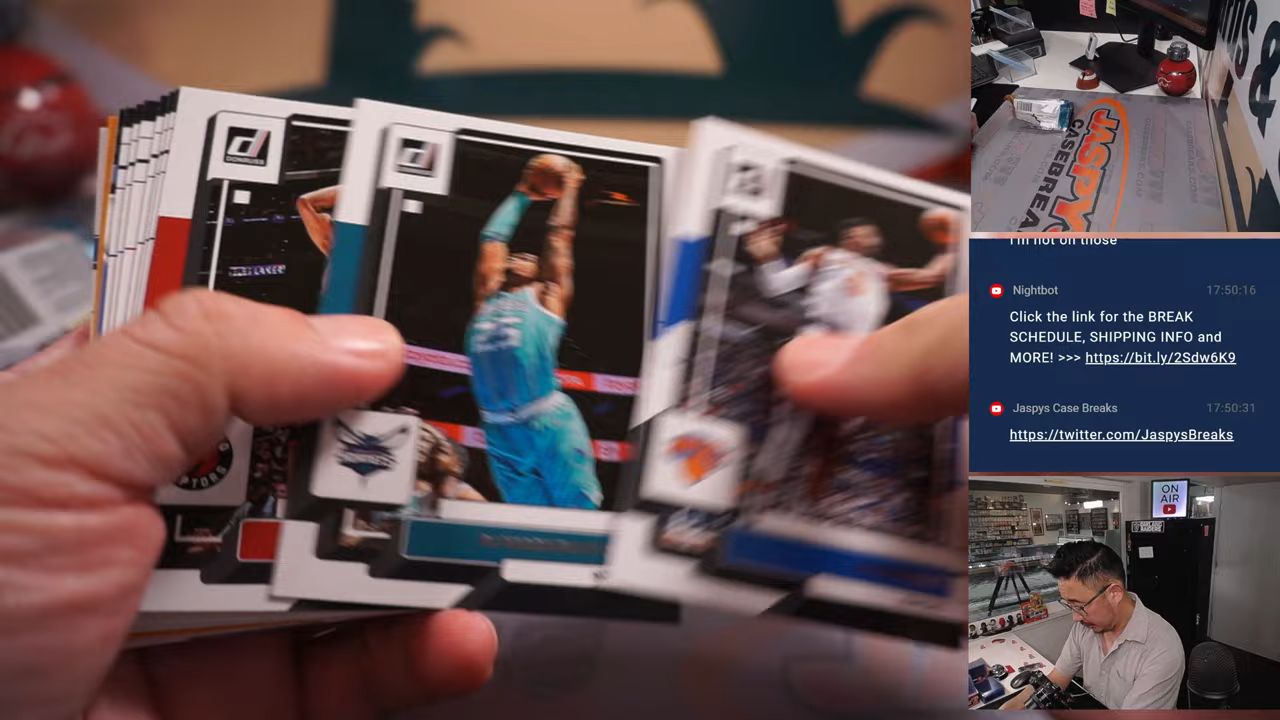 DONRUSS
25
JASPY'S
CASEBREAKS
I'm not on those
Nightbot
17:50:16
Click the link for the BREAK
SCHEDULE, SHIPPING INFO and
MORE! >>> https://bit.ly/2Sdw6K9
Jaspys Case Breaks
17:50:31
https://twitter.com/JaspysBreaks
ON
AIR